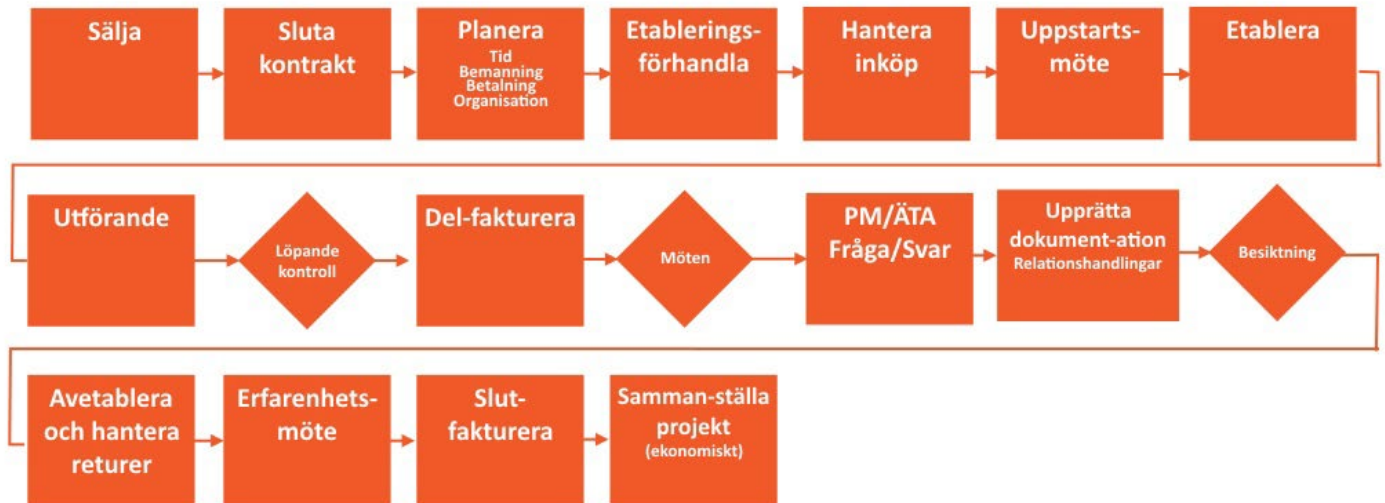 Sälja
Sluta
kontrakt
Planera
Tid
Bemanning
Betalning
Organisation
Etablerings-
förhandla
Hantera
inköp
Uppstarts-
möte
Etablera
Utförande
Löpande
kontroll
Del-fakturera
Möten
PM/ÄTA
Fråga/Svar
Upprätta
dokument-ation
Relationshandlingar
Besiktning
Avetablera
och hantera
returer
Erfarenhets-
möte
Slut-
fakturera
Samman-ställa
projekt
(ekonomiskt)